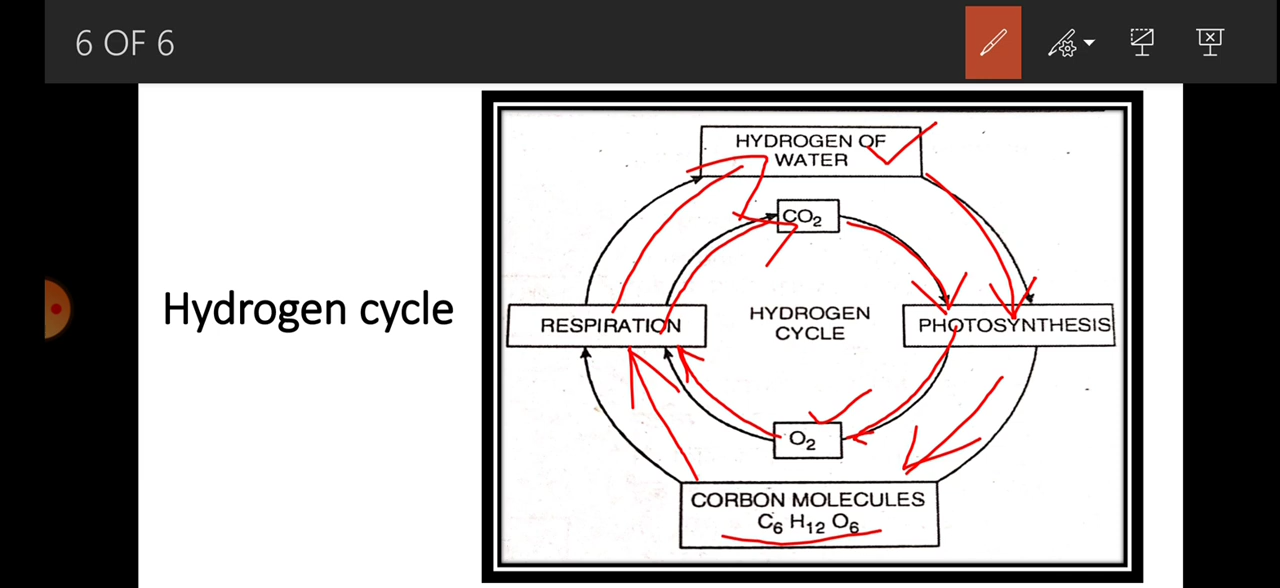 6 OF 6
Hydrogen cycle
HYDROGEN OF
WATER
CO₂
RESPIRATION
HYDROGEN
CYCLE
PHOTOSYNTHESIS
O₂
CORBON MOLECULES
C₆ H₁₂ O₆